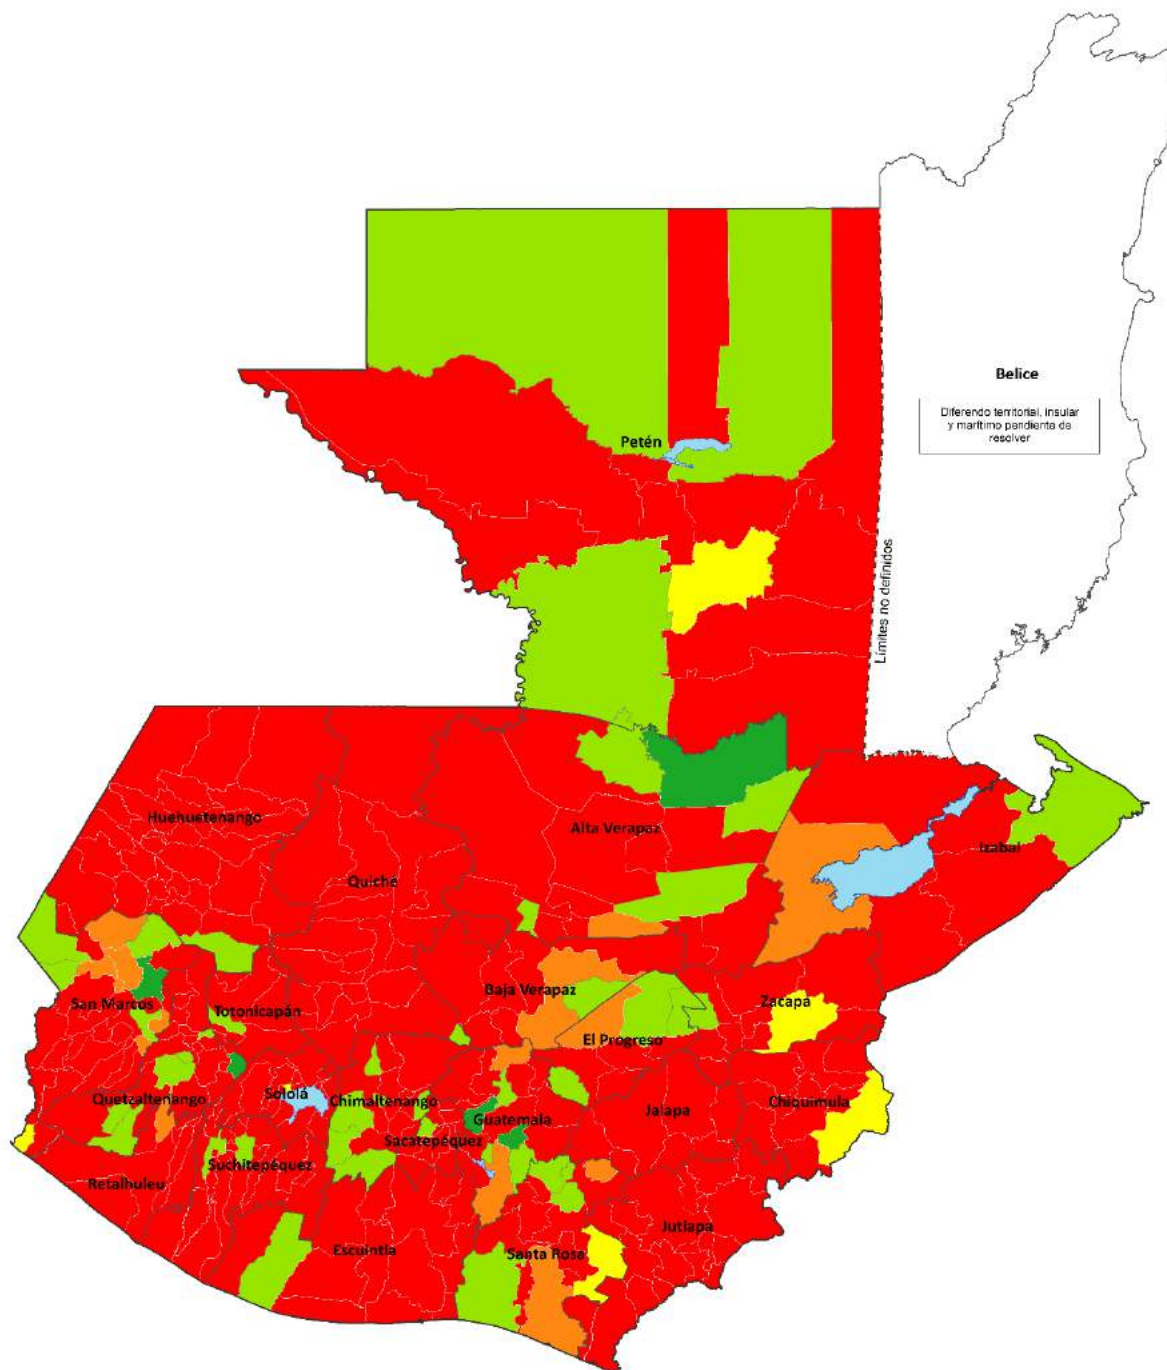 Belice
Diferendo territorial, insular
y marítimo pendiente de
resolver
Petén
Límites no definidos
Huehuetenango
Alta Verapaz
Izabal
Quiché
San Marcos
Totonicapán
Baja Verapaz
Zacapa
El Progreso
Quetzaltenango
Sololá
Chimaltenango
Guatemala
Jalapa
Chiquimula
Sacatepéquez
Suchitepéquez
Retalhuleu
Jutiapa
Escuintla
Santa Rosa